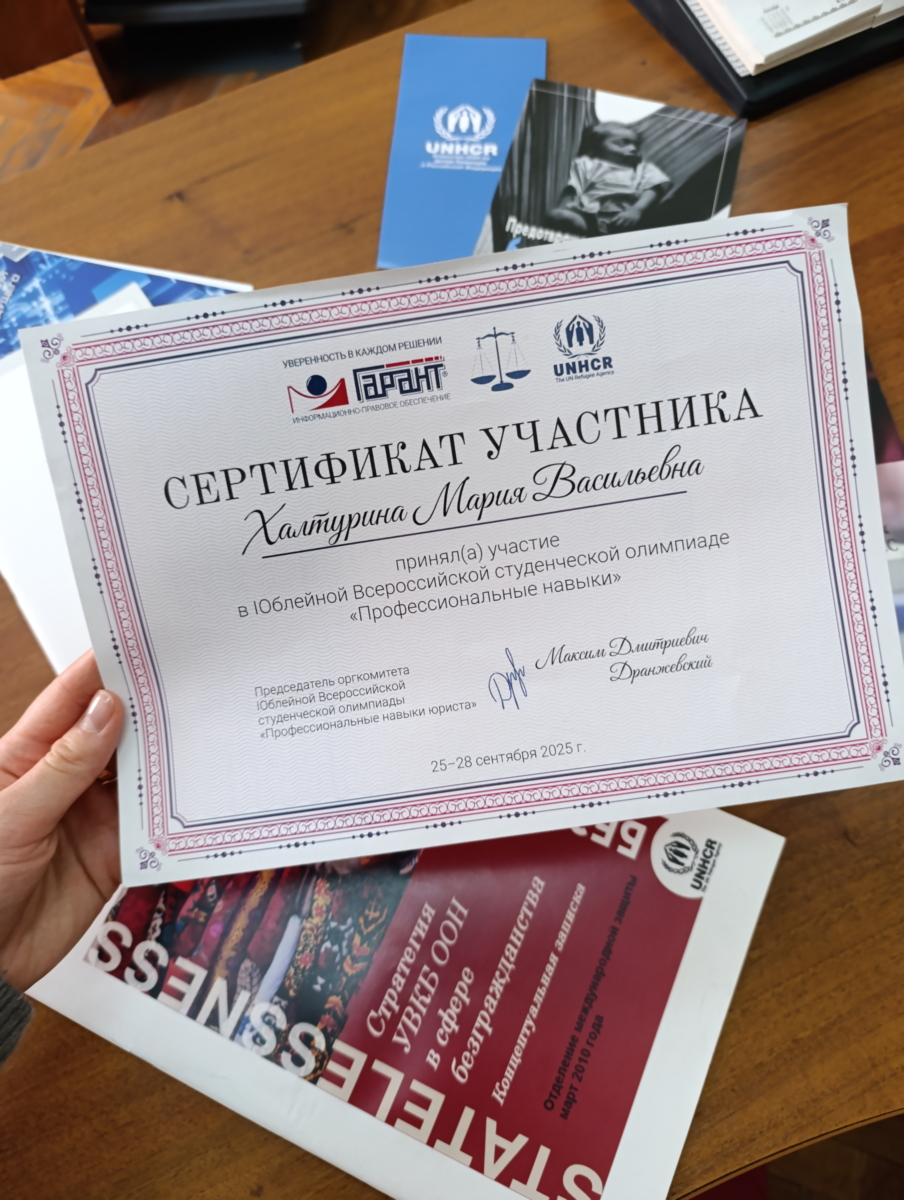 UNHCR
Предотвра
УВЕРЕННОСТЬ В КАЖДОМ РЕШЕНИИ
ГАРАНТ®
ИНФОРМАЦИОННО-ПРАВОВОЕ ОБЕСПЕЧЕНИЕ
UNHCR
The UN Refugee Agency
СЕРТИФИКАТ УЧАСТНИКА
Халтурина Мария Васильевна
принял(а) участие
в Юблейной Всероссийской студенческой олимпиаде
«Профессиональные навыки»
Председатель оргкомитета
Юблейной Всероссийской
студенческой олимпиады
«Профессиональные навыки юриста»
Максим Дмитриевич
Дранжевский
25–28 сентября 2025 г.
UNHCR
STATELESSNESS
Стратегия
УВКБ ООН
в сфере
безгражданства
Концептуальная записка
Отделение международной защиты
март 2010 года